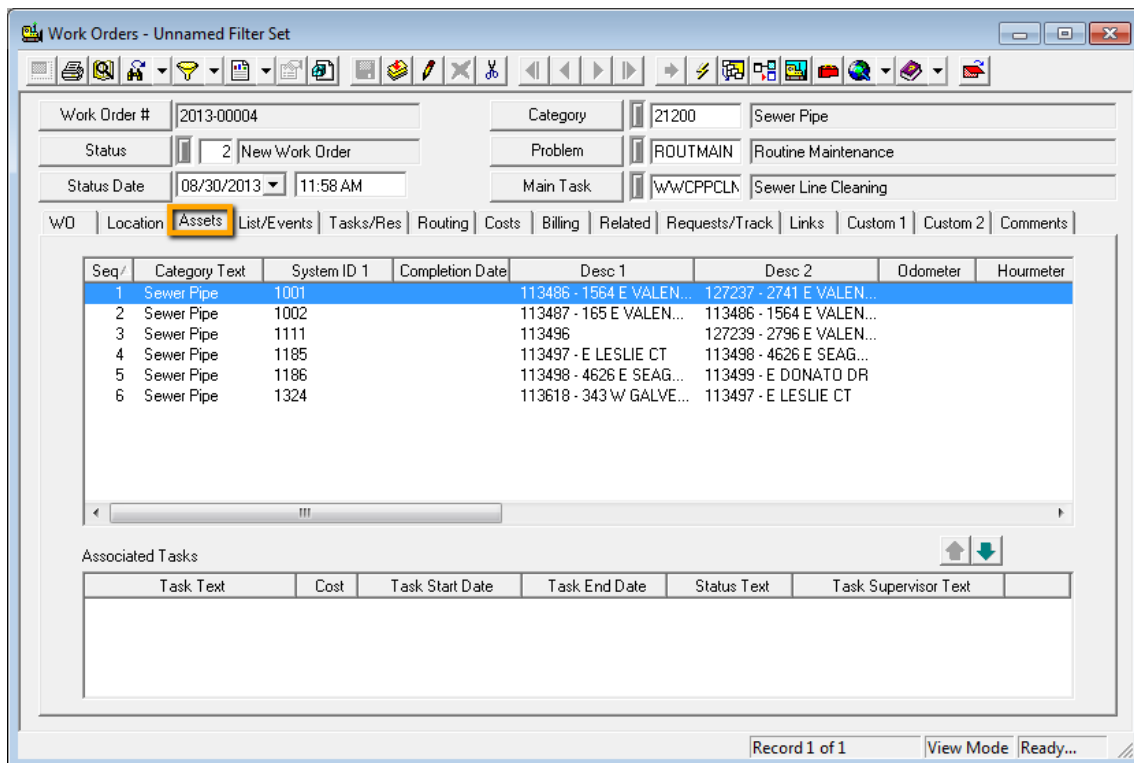 Work Orders - Unnamed Filter Set
Work Order # 2013-00004 Category 21200 Sewer Pipe
Status 2 New Work Order Problem ROUTMAIN Routine Maintenance
Status Date 08/30/2013 11:58 AM Main Task WWCPPCLN Sewer Line Cleaning
WO Location Assets List/Events Tasks/Res Routing Costs Billing Related Requests/Track Links Custom 1 Custom 2 Comments
Seq Category Text System ID 1 Completion Date Desc 1 Desc 2 Odometer Hourmeter
1 Sewer Pipe 1001 113486 - 1564 E VALEN... 127237 - 2741 E VALEN...
2 Sewer Pipe 1002 113487 - 165 E VALEN... 113486 - 1564 E VALEN...
3 Sewer Pipe 1111 113496 127239 - 2796 E VALEN...
4 Sewer Pipe 1185 113497 - E LESLIE CT 113498 - 4626 E SEAG...
5 Sewer Pipe 1186 113498 - 4626 E SEAG... 113499 - E DONATO DR
6 Sewer Pipe 1324 113618 - 343 W GALVE... 113497 - E LESLIE CT
Associated Tasks
Task Text Cost Task Start Date Task End Date Status Text Task Supervisor Text
Record 1 of 1 View Mode Ready...